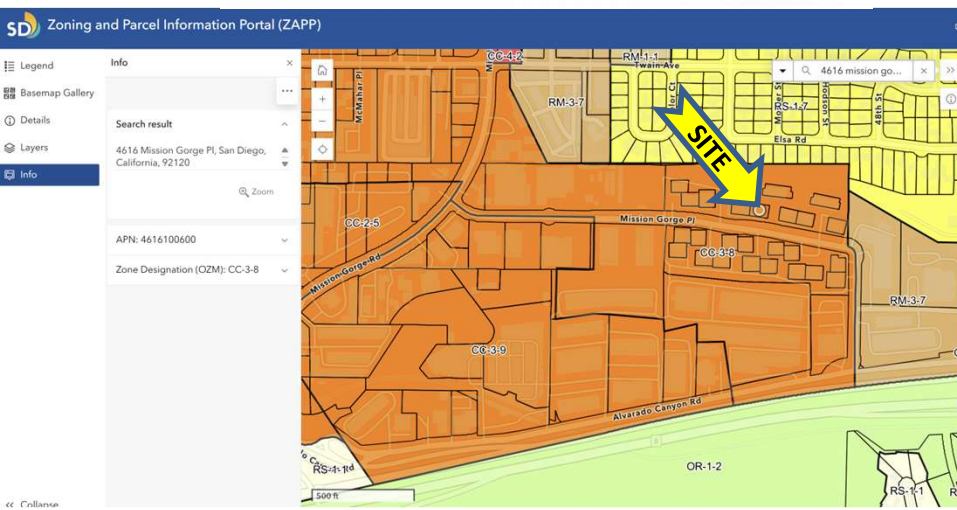 SD Zoning and Parcel Information Portal (ZAPP)
Legend
Basemap Gallery
Details
Layers
Info
<< Collapse
Info
×
...
Search result
4616 Mission Gorge Pl, San Diego,
California, 92120
Zoom
APN: 4616100600
Zone Designation (OZM): CC-3-8
4616 mission go...
×
>>
+
−
CC-4-2
RM-1-1
Twain Ave
McMahar Pl
RM-3-7
RS-1-7
48th St
Elsa Rd
SITE
CC-2-5
Mission Gorge Pl
CC-3-8
Mission-Gorge-Rd
RM-3-7
CC-3-9
Alvarado Canyon Rd
8
RS-1-1
OR-1-2
RS-1-1
500 ft